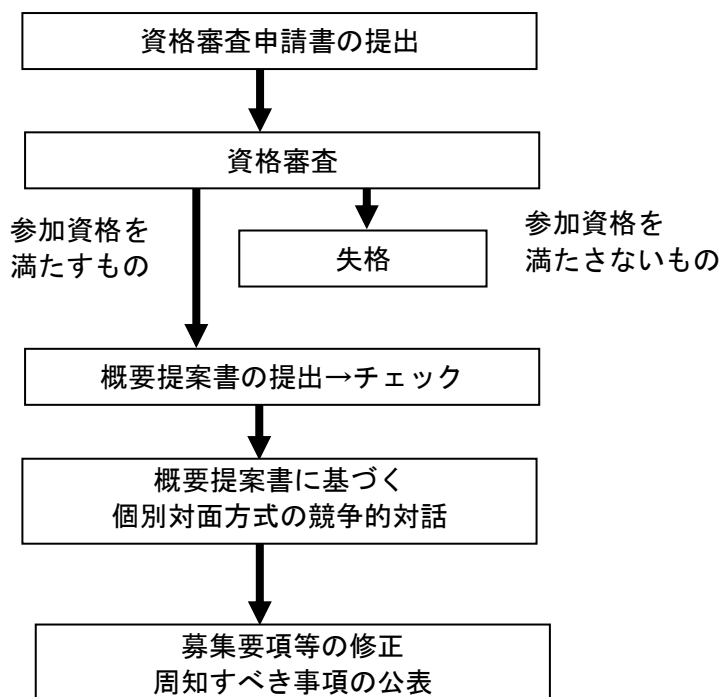 資格審査申請書の提出
資格審査
参加資格を
満たすもの
参加資格を
満たさないもの
失格
概要提案書の提出→チェック
概要提案書に基づく
個別対面方式の競争的対話
募集要項等の修正
周知すべき事項の公表